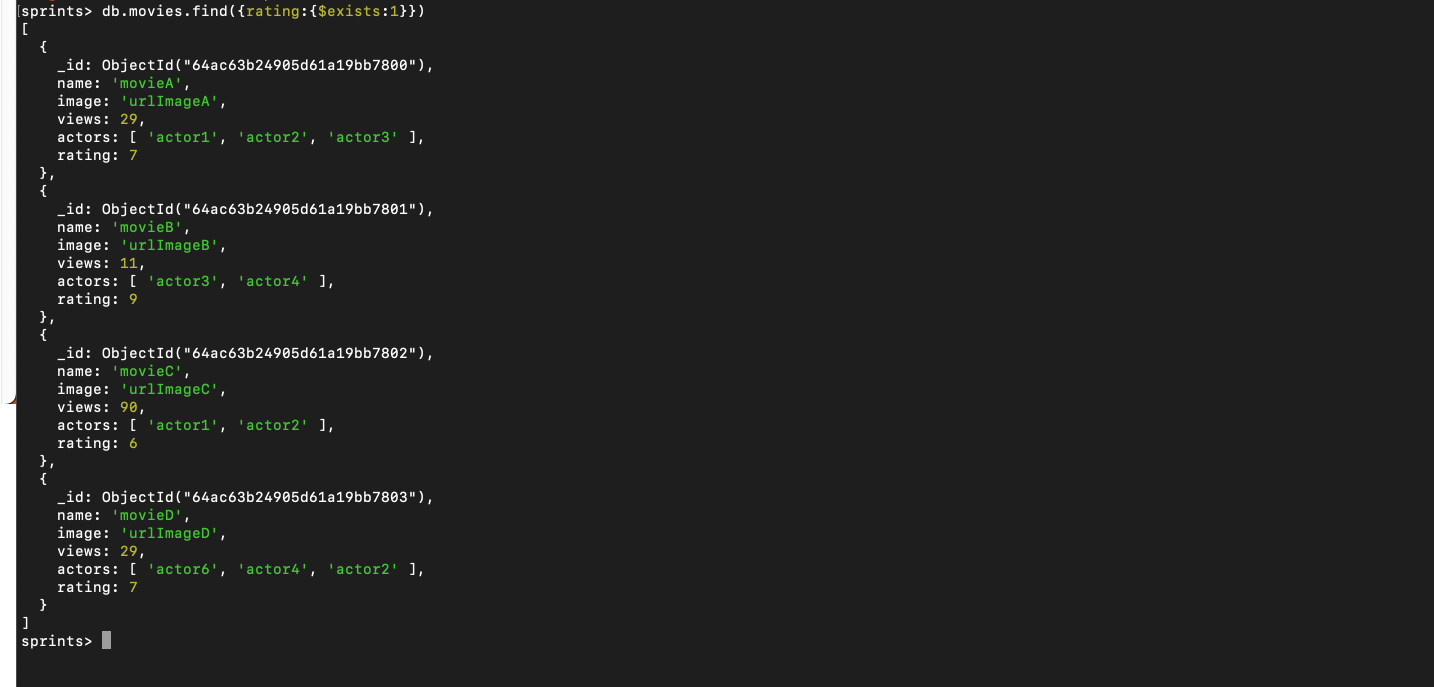 [sprints> db.movies.find({rating:{$exists:1}})
[
  {
    _id: ObjectId("64ac63b24905d61a19bb7800"),
    name: 'movieA',
    image: 'urlImageA',
    views: 29,
    actors: [ 'actor1', 'actor2', 'actor3' ],
    rating: 7
  },
  {
    _id: ObjectId("64ac63b24905d61a19bb7801"),
    name: 'movieB',
    image: 'urlImageB',
    views: 11,
    actors: [ 'actor3', 'actor4' ],
    rating: 9
  },
  {
    _id: ObjectId("64ac63b24905d61a19bb7802"),
    name: 'movieC',
    image: 'urlImageC',
    views: 90,
    actors: [ 'actor1', 'actor2' ],
    rating: 6
  },
  {
    _id: ObjectId("64ac63b24905d61a19bb7803"),
    name: 'movieD',
    image: 'urlImageD',
    views: 29,
    actors: [ 'actor6', 'actor4', 'actor2' ],
    rating: 7
  }
]
sprints>